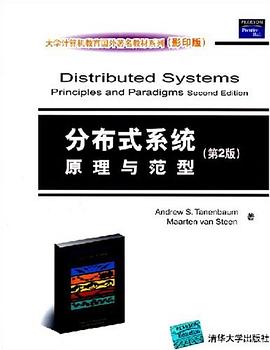 大学计算机教育国外著名教材系列(影印版)
PEARSON
Prentice
Hall
Distributed Systems
Principles and Paradigms Second Edition
分布式系统
原理与范型
(第2版)
Andrew S. Tanenbaum
Maarten van Steen
著
清华大学出版社